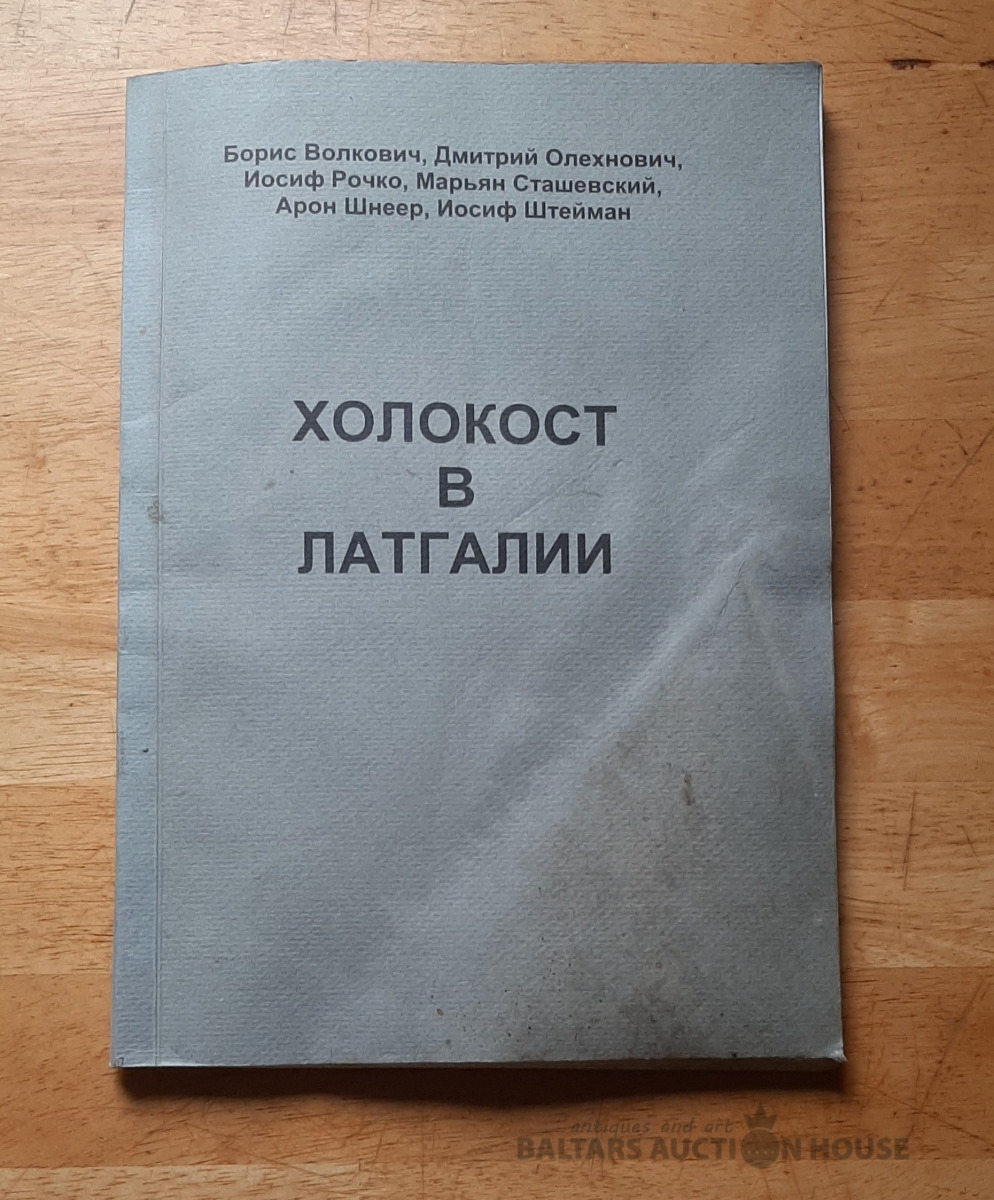 Борис Волкович, Дмитрий Олехнович,
Иосиф Рочко, Марьян Сташевский,
Арон Шнеер, Иосиф Штейман
ХОЛОКОСТ
В
ЛАТГАЛИИ
antiques and art
BALTARS AUCTION HOUSE